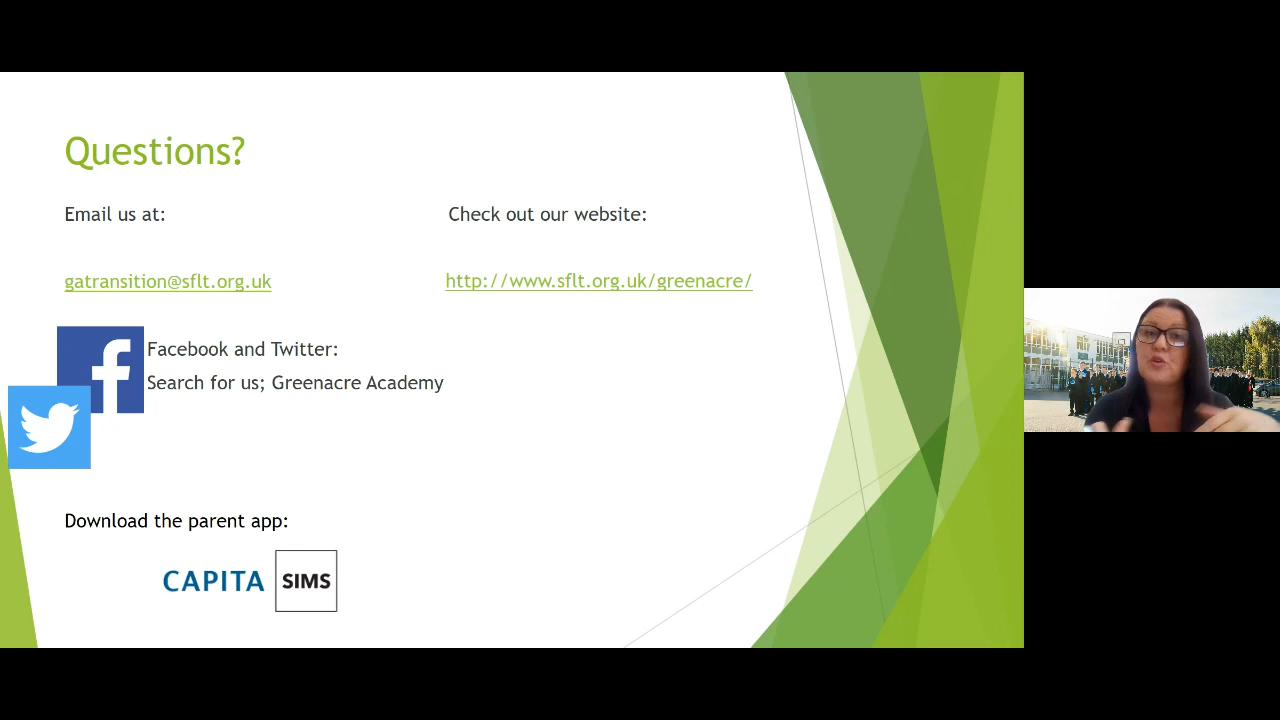 Questions?
Email us at:
Check out our website:
gatransition@sflt.org.uk
http://www.sflt.org.uk/greenacre/
Facebook and Twitter:
Search for us; Greenacre Academy
Download the parent app:
CAPITA SIMS